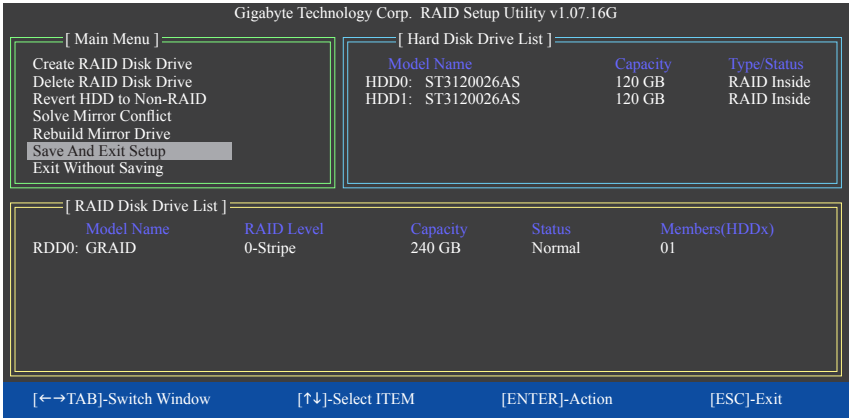 Gigabyte Technology Corp. RAID Setup Utility v1.07.16G
[ Main Menu ]
Create RAID Disk Drive
Delete RAID Disk Drive
Revert HDD to Non-RAID
Solve Mirror Conflict
Rebuild Mirror Drive
Save And Exit Setup
Exit Without Saving
[ Hard Disk Drive List ]
Model Name Capacity Type/Status
HDD0: ST3120026AS 120 GB RAID Inside
HDD1: ST3120026AS 120 GB RAID Inside
[ RAID Disk Drive List ]
Model Name RAID Level Capacity Status Members(HDDx)
RDD0: GRAID 0-Stripe 240 GB Normal 01
[←→TAB]-Switch Window [↑↓]-Select ITEM [ENTER]-Action [ESC]-Exit